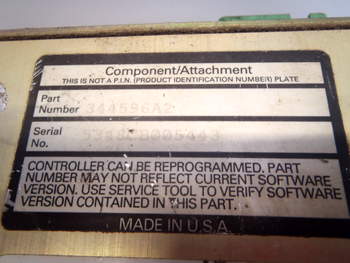 Component/Attachment
THIS IS NOT A P.I.N. (PRODUCT IDENTIFICATION NUMBER) PLATE
Part
Number 344596A2
Serial
No.
CONTROLLER CAN BE REPROGRAMMED. PART
NUMBER MAY NOT REFLECT CURRENT SOFTWARE
VERSION. USE SERVICE TOOL TO VERIFY SOFTWARE
VERSION CONTAINED IN THIS PART.
MADE IN U.S.A.